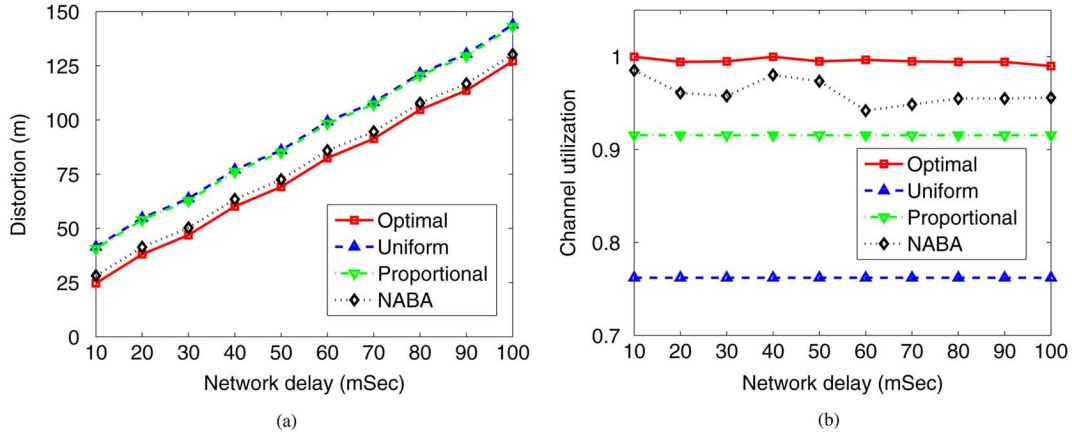 150
125
100
75
50
25
0
Distortion (m)
Optimal
Uniform
Proportional
NABA
10 20 30 40 50 60 70 80 90 100
Network delay (mSec)
(a)
1
0.9
0.8
0.7
Channel utilization
Optimal
Uniform
Proportional
NABA
10 20 30 40 50 60 70 80 90 100
Network delay (mSec)
(b)